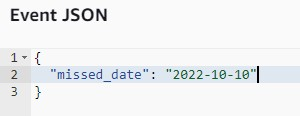 Event JSON
1 {
2 "missed_date": "2022-10-10"
3 }